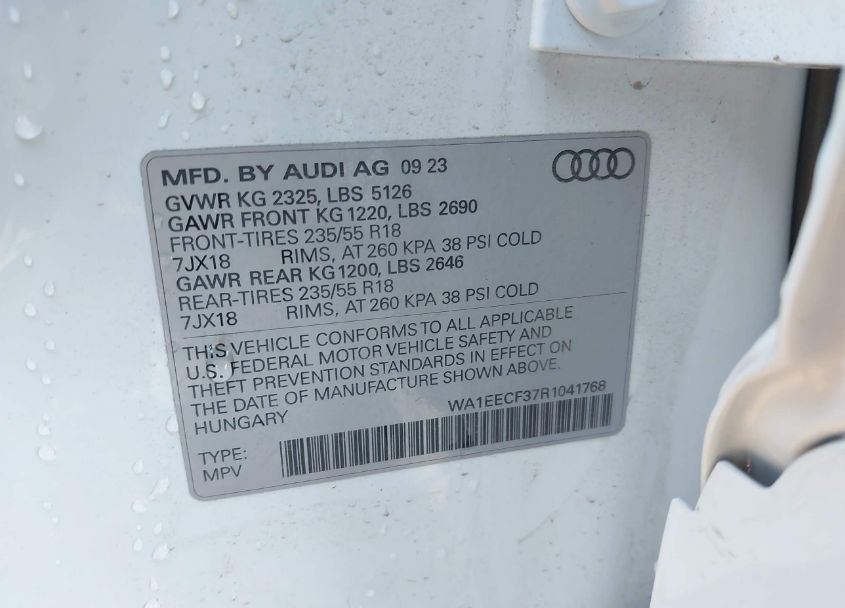 MFD. BY AUDI AG 09 23
GVWR KG 2325, LBS 5126
GAWR FRONT KG 1220, LBS 2690
FRONT-TIRES 235/55 R18
7JX18 RIMS, AT 260 KPA 38 PSI COLD
GAWR REAR KG 1200, LBS 2646
REAR-TIRES 235/55 R18
7JX18 RIMS, AT 260 KPA 38 PSI COLD
THIS VEHICLE CONFORMS TO ALL APPLICABLE
U.S. FEDERAL MOTOR VEHICLE SAFETY AND
THEFT PREVENTION STANDARDS IN EFFECT ON
THE DATE OF MANUFACTURE SHOWN ABOVE.
HUNGARY WA1EECF37R1041768
TYPE:
MPV